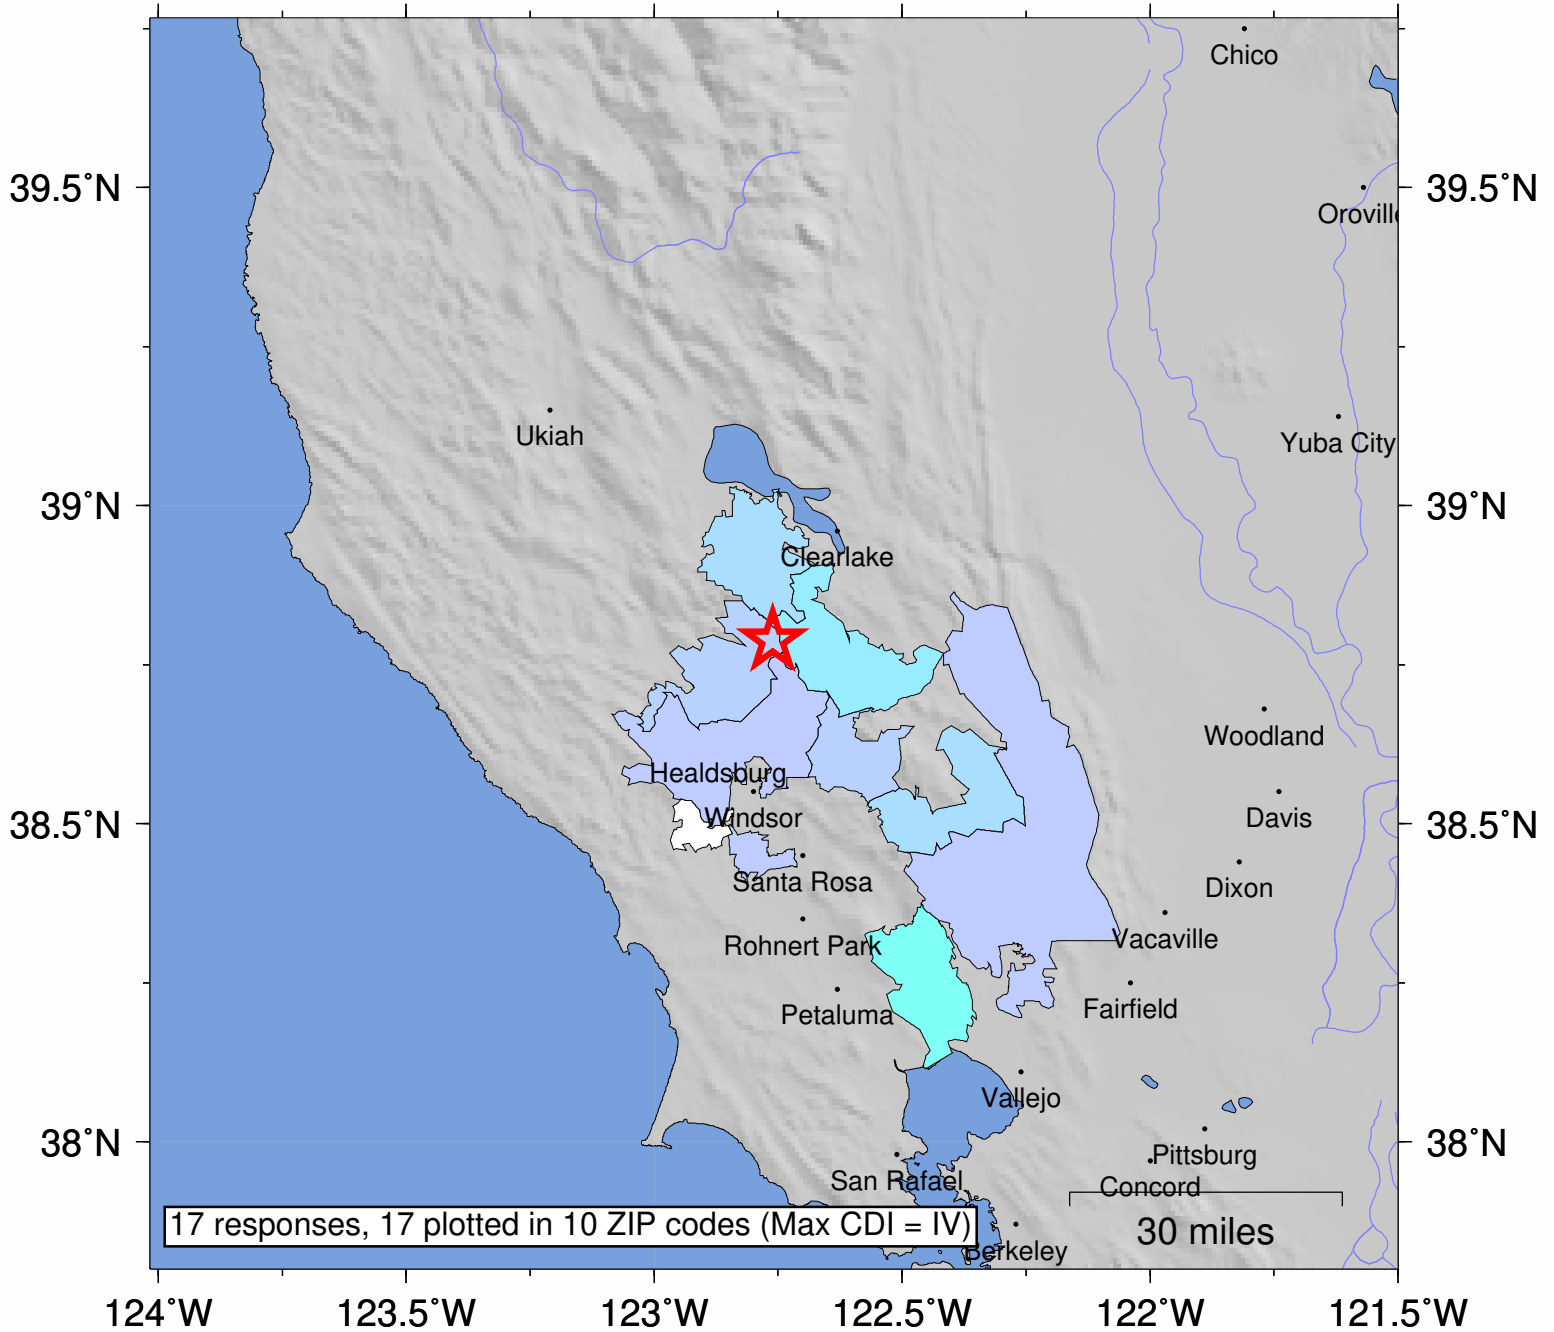 Chico
39.5°N
39.5°N
Oroville
Ukiah
Yuba City
39°N
39°N
Clearlake
Woodland
Healdsburg
Windsor
Davis
38.5°N
38.5°N
Santa Rosa
Dixon
Rohnert Park
Vacaville
Petaluma
Fairfield
Vallejo
38°N
38°N
Pittsburg
San Rafael
Concord
17 responses, 17 plotted in 10 ZIP codes (Max CDI = IV)
30 miles
Berkeley
124°W
123.5°W
123°W
122.5°W
122°W
121.5°W